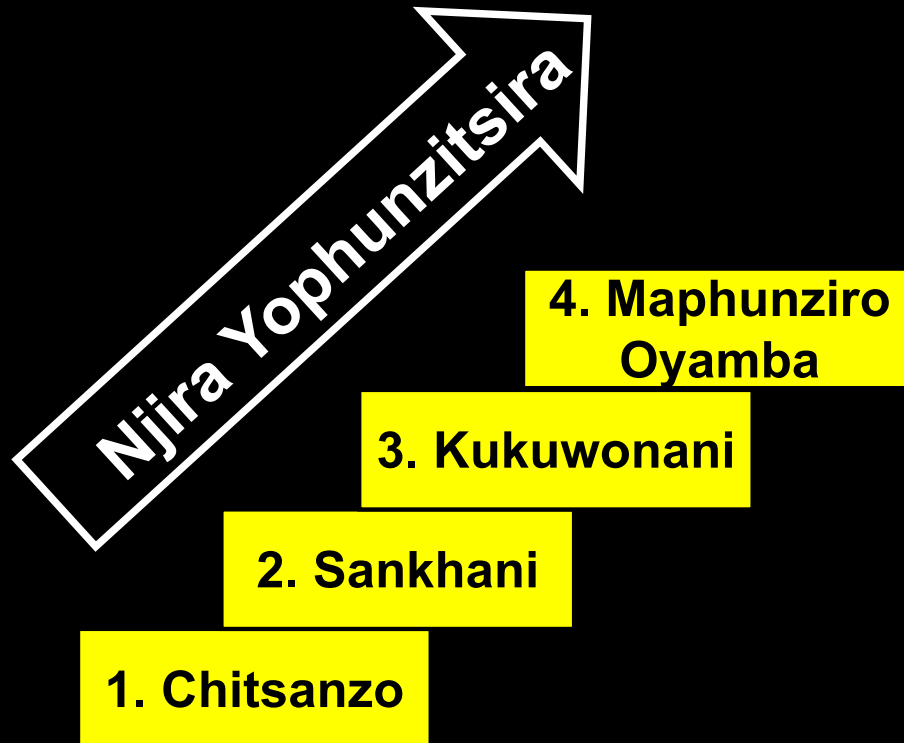 Njira Yophunzitsira
4. Maphunziro
Oyamba
3. Kukuwonani
2. Sankhani
1. Chitsanzo